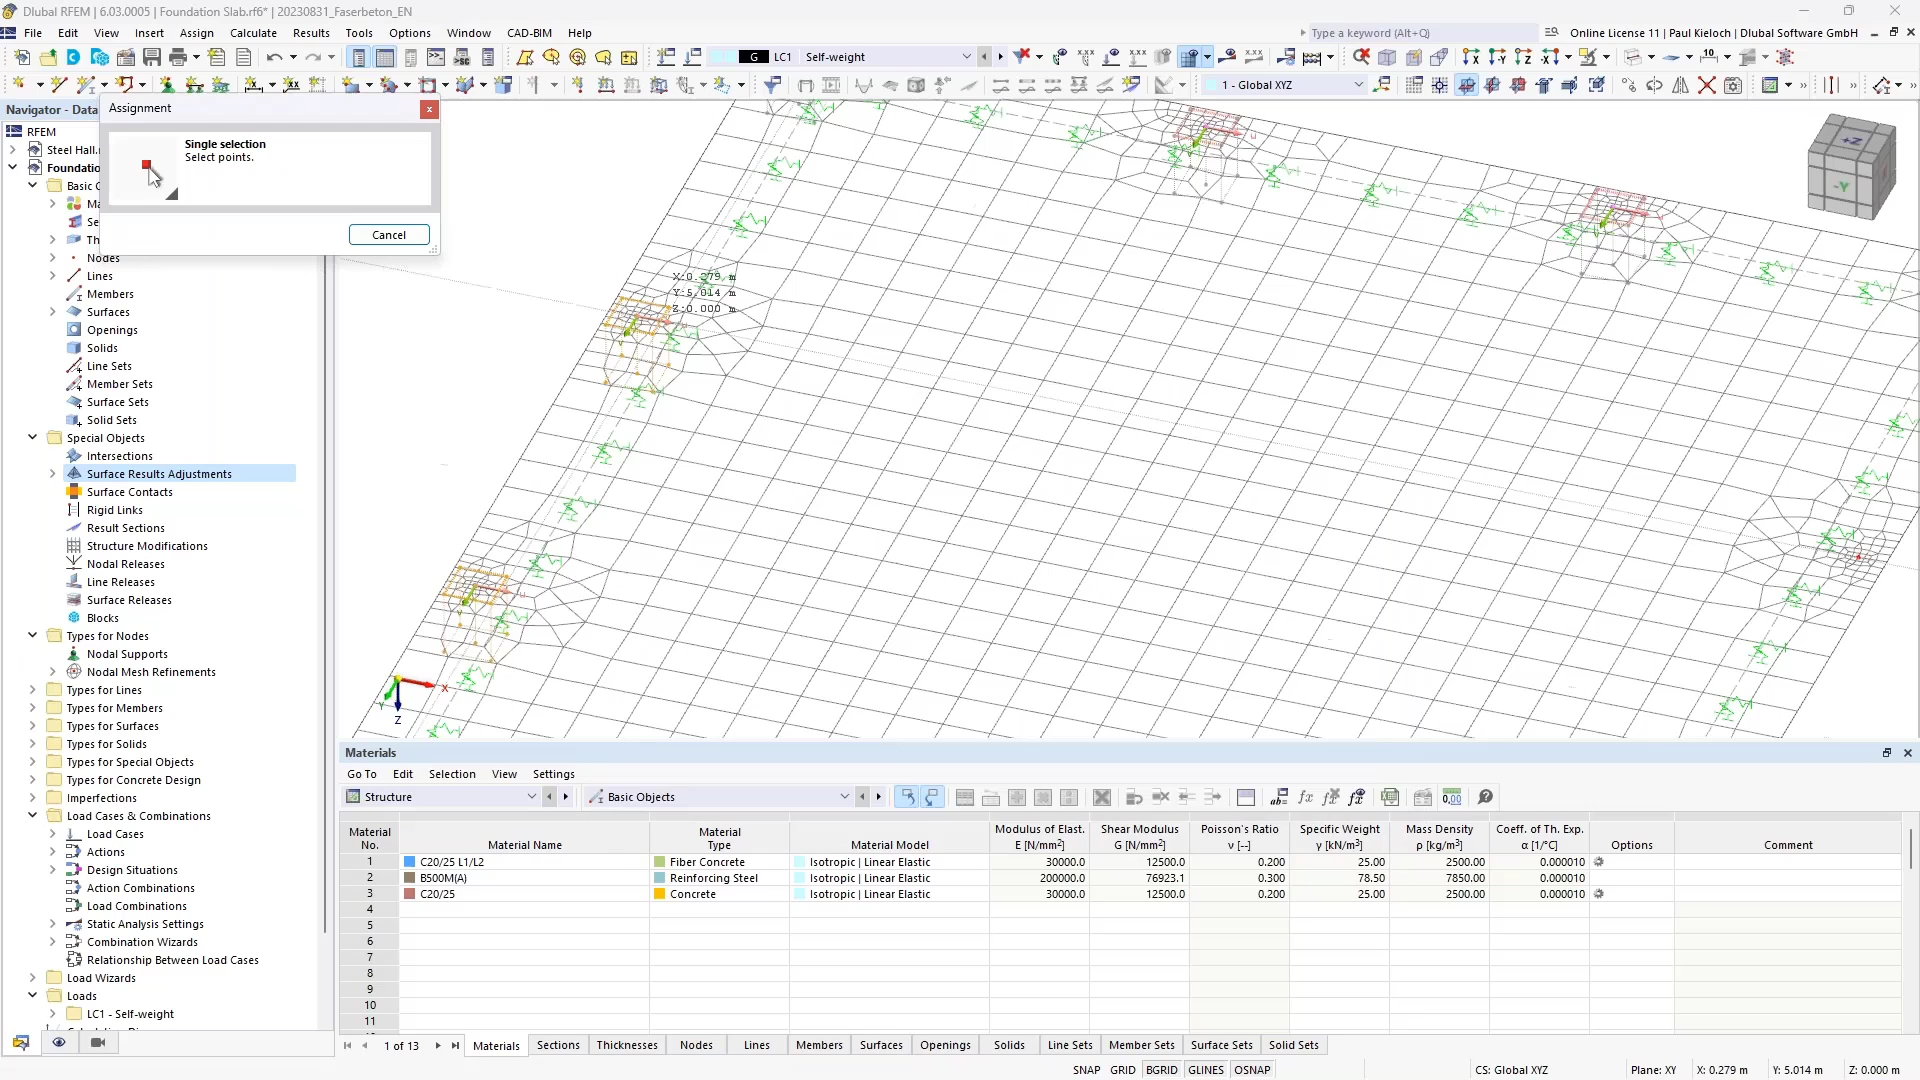 Dlubal RFEM | 6.03.0005 | Foundation Slab.rf6* | 20230831_Faserbeton_EN
File Edit View Insert Assign Calculate Results Tools Options Window CAD-BIM Help
Type a keyword (Alt+Q)
Online License 11 | Paul Kieloch | Dlubal Software GmbH
G LC1 Self-weight
1 - Global XYZ
Navigator - Data
Assignment
Single selection
Select points.
Cancel
RFEM
Steel Hall.r
Foundatio
Basic O
Ma
Se
Th
Nodes
Lines
Members
Surfaces
Openings
Solids
Line Sets
Member Sets
Surface Sets
Solid Sets
Special Objects
Intersections
Surface Results Adjustments
Surface Contacts
Rigid Links
Result Sections
Structure Modifications
Nodal Releases
Line Releases
Surface Releases
Blocks
Types for Nodes
Nodal Supports
Nodal Mesh Refinements
Types for Lines
Types for Members
Types for Surfaces
Types for Solids
Types for Special Objects
Types for Concrete Design
Imperfections
Load Cases & Combinations
Load Cases
Actions
Design Situations
Action Combinations
Load Combinations
Static Analysis Settings
Combination Wizards
Relationship Between Load Cases
Load Wizards
Loads
LC1 - Self-weight
X:0.279 m
Y:5.014 m
Z:0.000 m
+Z
-Y
X
Y
Z
Materials
Go To Edit Selection View Settings
Structure
Basic Objects
Material No. Material Name Material Type Material Model Modulus of Elast. E [N/mm²] Shear Modulus G [N/mm²] Poisson's Ratio ν [--] Specific Weight γ [kN/m³] Mass Density ρ [kg/m³] Coeff. of Th. Exp. α [1/°C] Options Comment
1 C20/25 L1/L2 Fiber Concrete Isotropic | Linear Elastic 30000.0 12500.0 0.200 25.00 2500.00 0.000010
2 B500M(A) Reinforcing Steel Isotropic | Linear Elastic 200000.0 76923.1 0.300 78.50 7850.00 0.000010
3 C20/25 Concrete Isotropic | Linear Elastic 30000.0 12500.0 0.200 25.00 2500.00 0.000010
4
5
6
7
8
9
10
11
1 of 13 Materials Sections Thicknesses Nodes Lines Members Surfaces Openings Solids Line Sets Member Sets Surface Sets Solid Sets
SNAP GRID BGRID GLINES OSNAP CS: Global XYZ Plane: XY X: 0.279 m Y: 5.014 m Z: 0.000 m